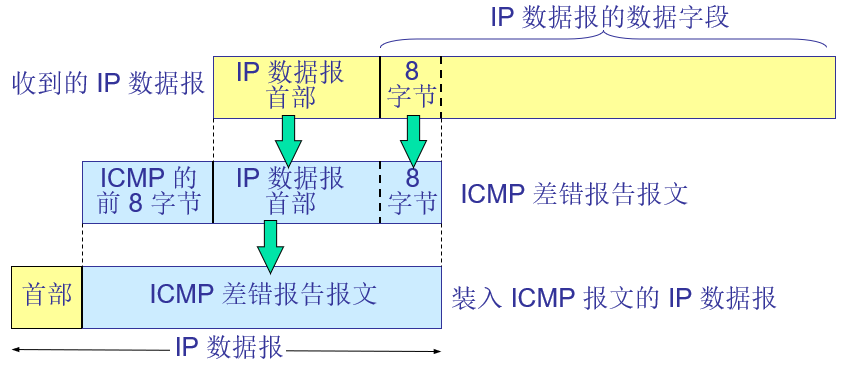 IP 数据报的数据字段
收到的 IP 数据报
IP 数据报
首部
8
字节
ICMP 的
前 8 字节
IP 数据报
首部
8
字节
ICMP 差错报告报文
首部
ICMP 差错报告报文
装入 ICMP 报文的 IP 数据报
IP 数据报